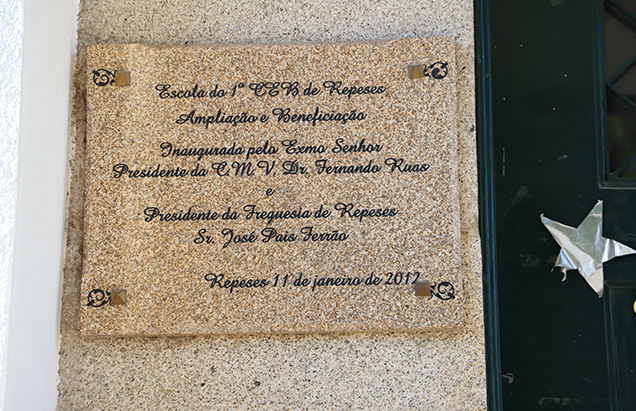 Escola do 1º CEB de Repeses
Ampliação e Beneficiação
Inaugurada pelo Exmo Senhor
Presidente da C.M.V. Dr. Fernando Ruas
e
Presidente da Freguesia de Repeses
Sr. José Pais Ferrão
Repeses 11 de janeiro de 2012